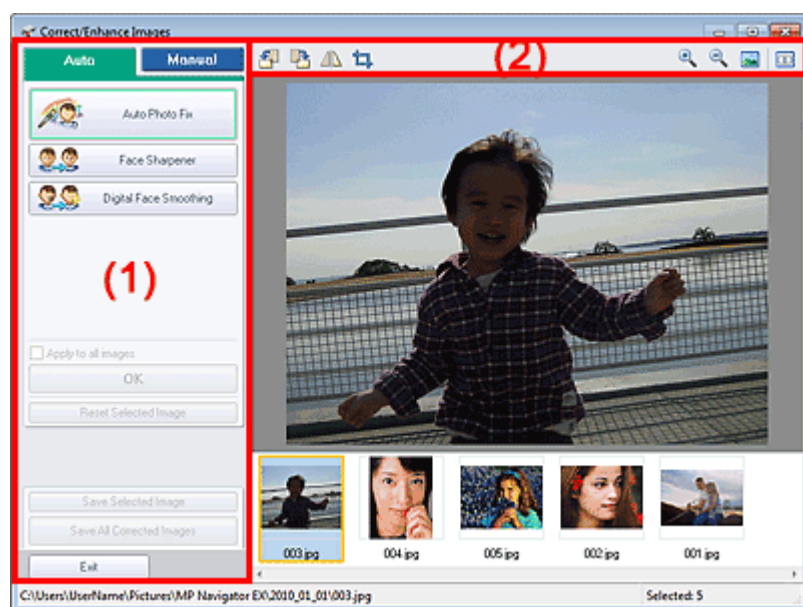 Correct/Enhance Images
Auto
Manual
(2)
Auto Photo Fix
Face Sharpener
Digital Face Smoothing
(1)
Apply to all images
OK
Reset Selected Image
Save Selected Image
Save All Corrected Images
Exit
003.jpg
004.jpg
005.jpg
002.jpg
001.jpg
C:\Users\UserName\Pictures\MP Navigator EX\2010_01_01\003.jpg
Selected: 5